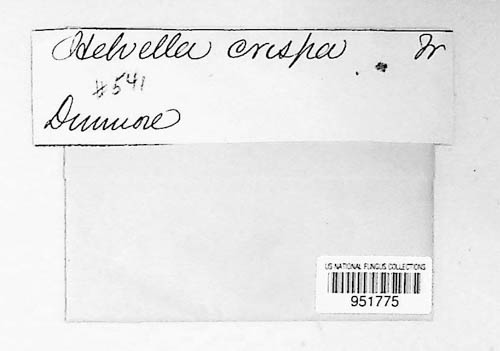 Helvella crispa Fr
#541
Dunmore
US NATIONAL FUNGUS COLLECTIONS
951775